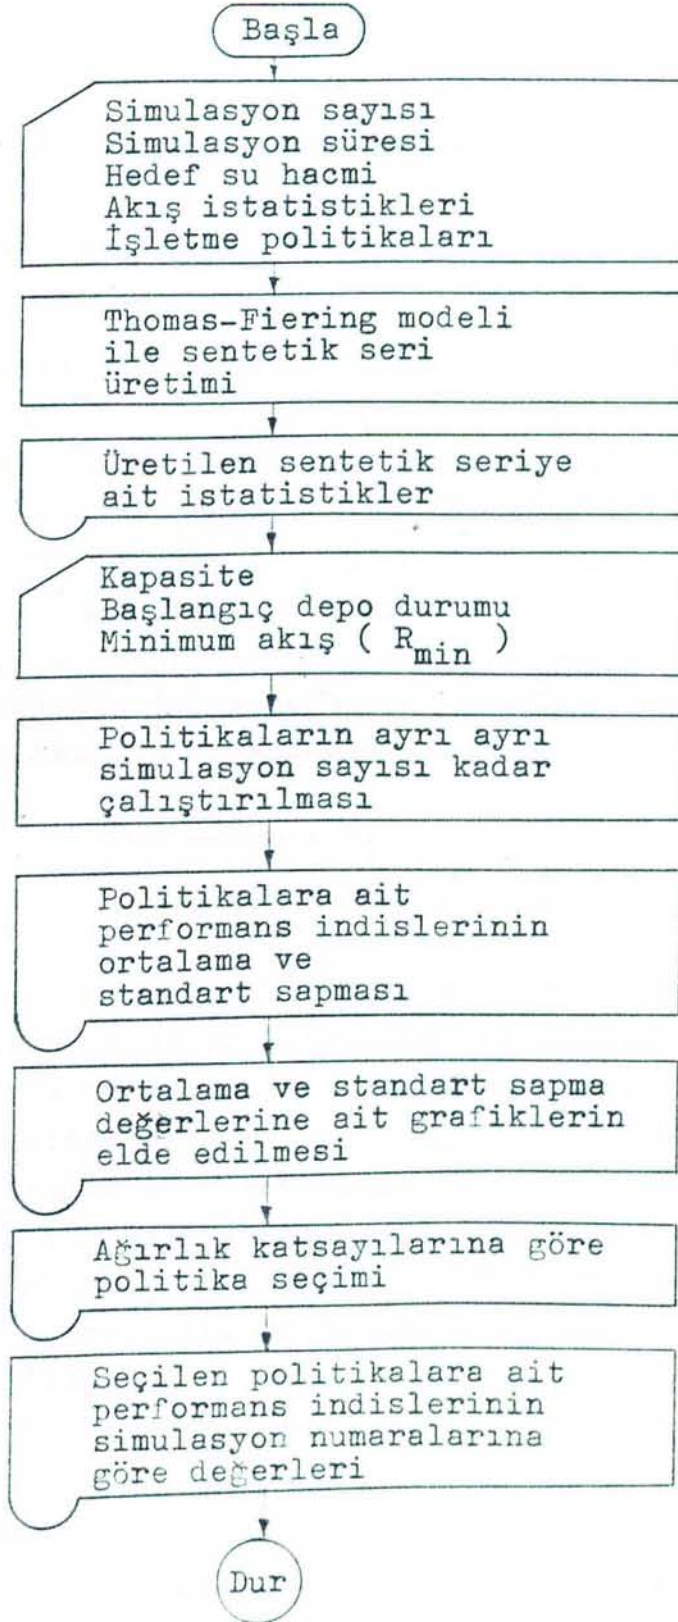 Başla
Simulasyon sayısı
Simulasyon süresi
Hedef su hacmi
Akış istatistikleri
İşletme politikaları
Thomas-Fiering modeli
ile sentetik seri
üretimi
Üretilen sentetik seriye
ait istatistikler
Kapasite
Başlangıç depo durumu
Minimum akış ( Rmin )
Politikaların ayrı ayrı
simulasyon sayısı kadar
çalıştırılması
Politikalara ait
performans indislerinin
ortalama ve
standart sapması
Ortalama ve standart sapma
değerlerine ait grafiklerin
elde edilmesi
Ağırlık katsayılarına göre
politika seçimi
Seçilen politikalara ait
performans indislerinin
simulasyon numaralarına
göre değerleri
Dur